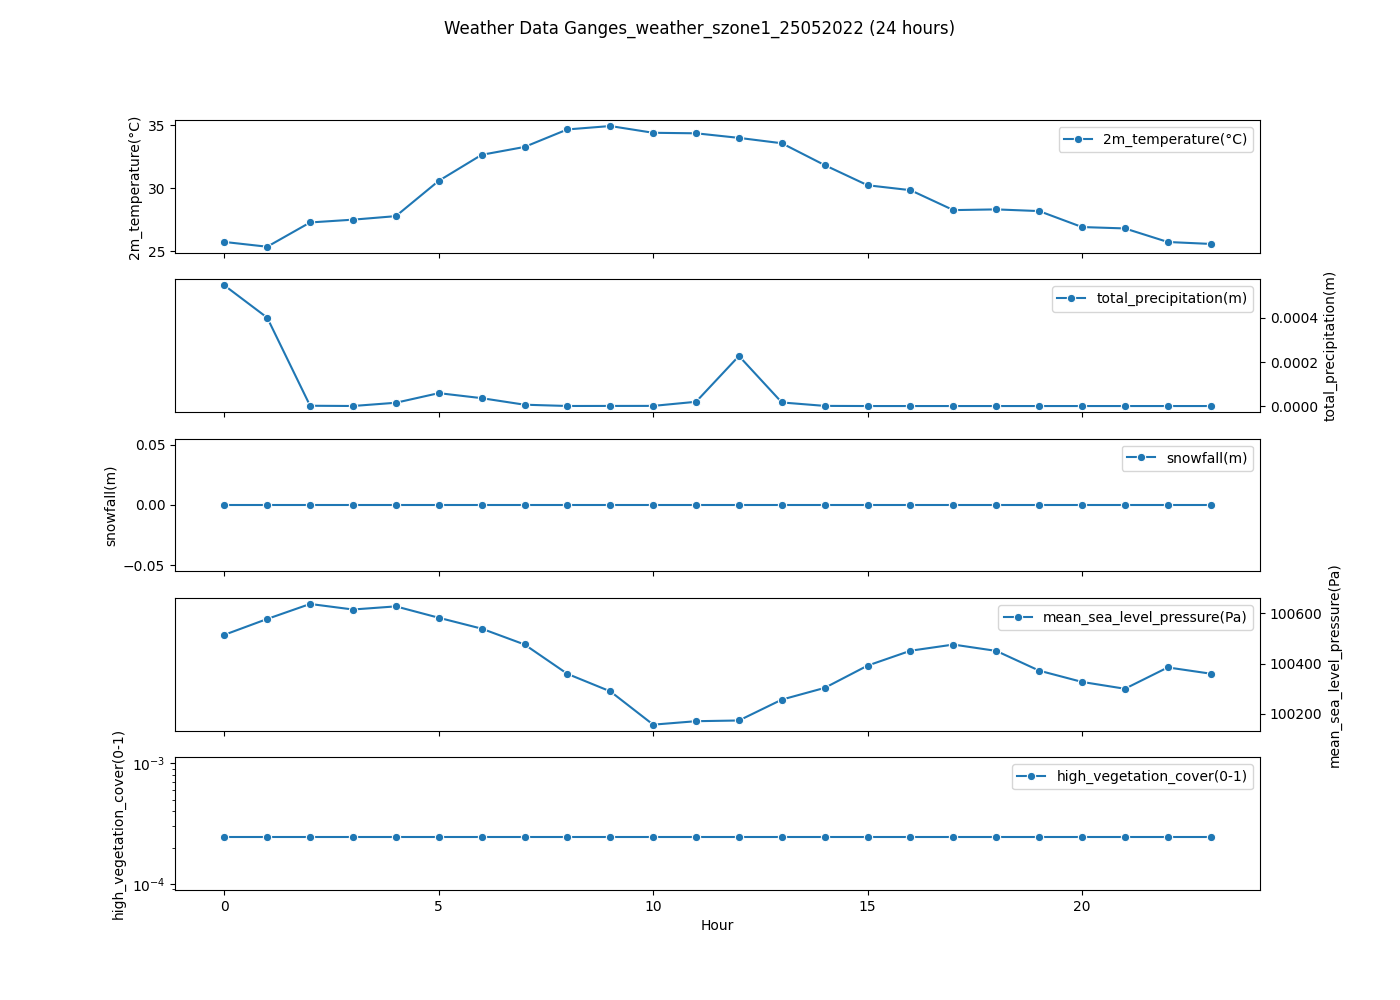 Weather Data Ganges_weather_szone1_25052022 (24 hours)
2m_temperature(°C)
35
30
25
2m_temperature(°C)
total_precipitation(m)
0.0004
0.0002
0.0000
total_precipitation(m)
snowfall(m)
0.05
0.00
−0.05
snowfall(m)
mean_sea_level_pressure(Pa)
100600
100400
100200
mean_sea_level_pressure(Pa)
high_vegetation_cover(0-1)
10⁻³
10⁻⁴
high_vegetation_cover(0-1)
0 5 10 15 20
Hour